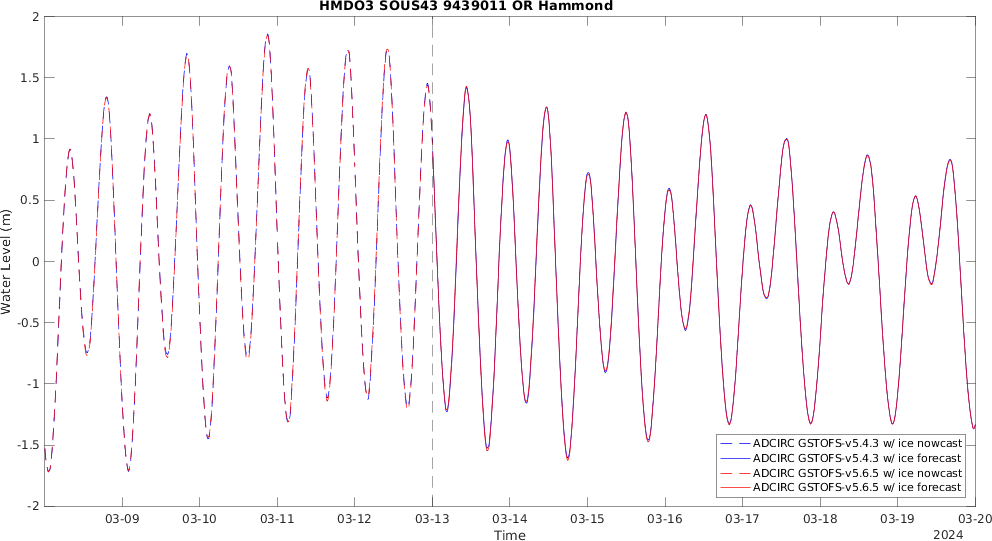 HMDO3 SOUS43 9439011 OR Hammond
2
1.5
1
0.5
0
-0.5
-1
-1.5
-2
Water Level (m)
03-09 03-10 03-11 03-12 03-13 03-14 03-15 03-16 03-17 03-18 03-19 03-20
Time
2024
ADCIRC GSTOFS-v5.4.3 w/ ice nowcast
ADCIRC GSTOFS-v5.4.3 w/ ice forecast
ADCIRC GSTOFS-v5.6.5 w/ ice nowcast
ADCIRC GSTOFS-v5.6.5 w/ ice forecast